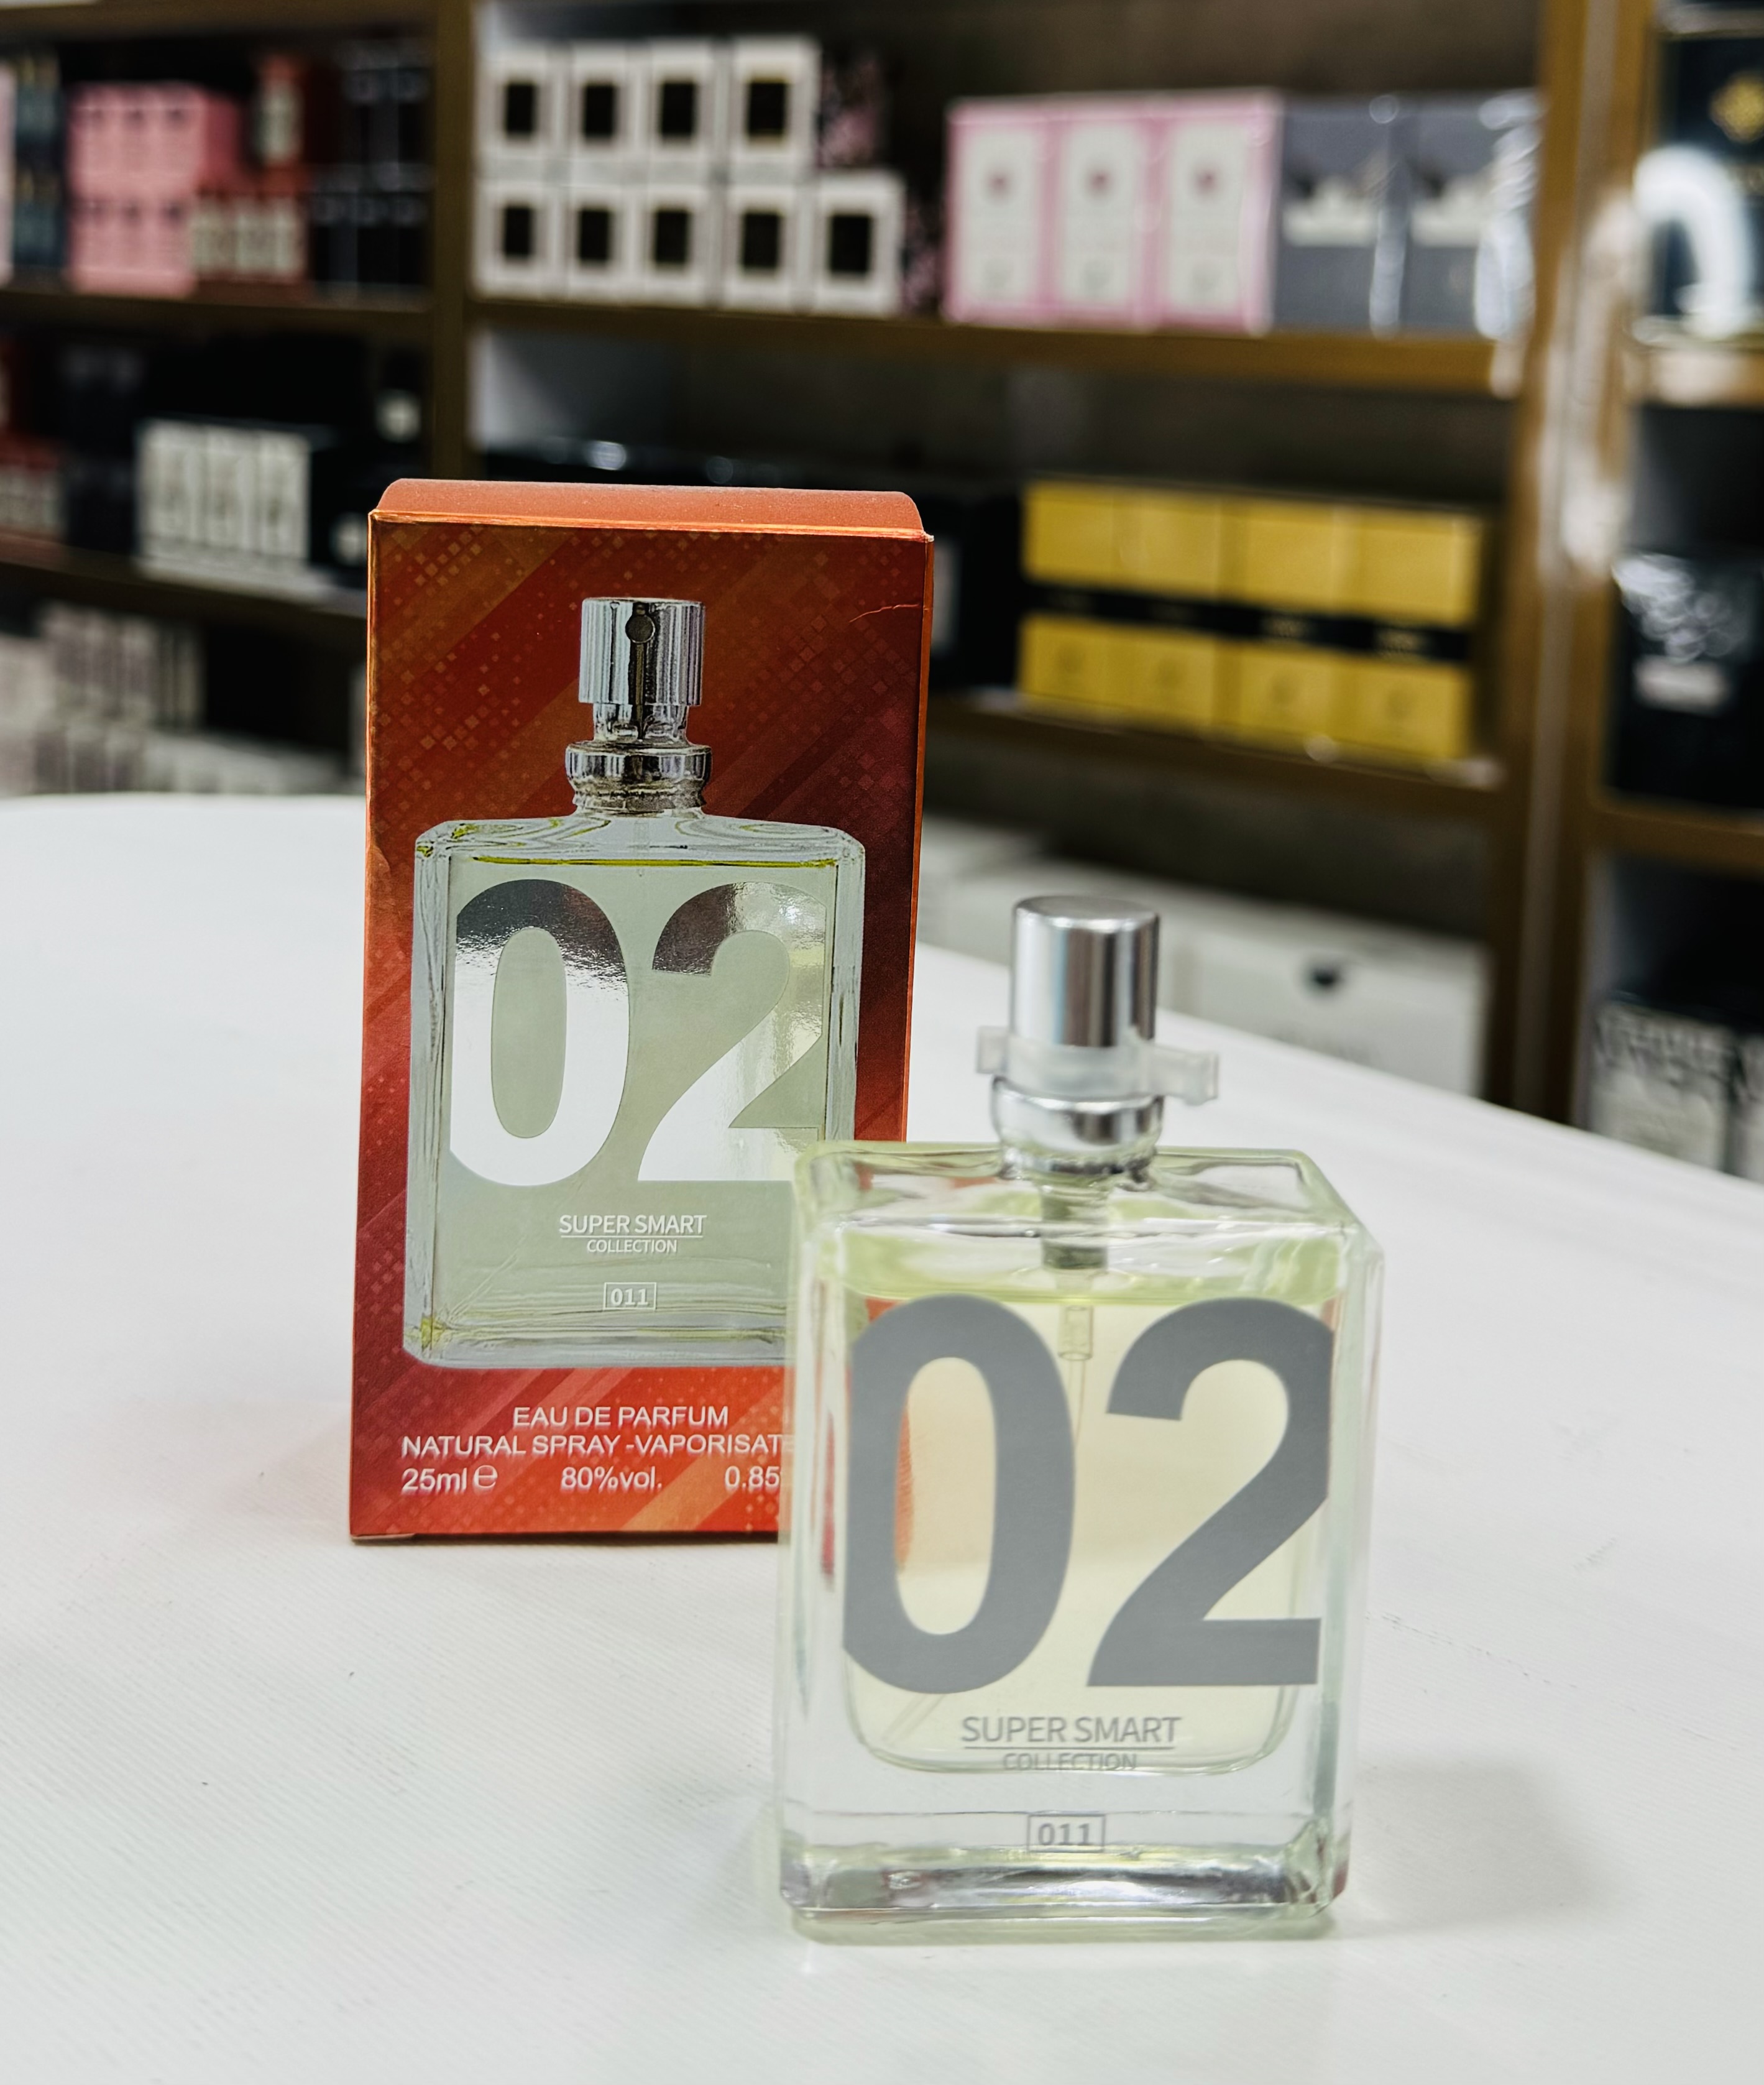 02
SUPER SMART
COLLECTION
011
EAU DE PARFUM
NATURAL SPRAY -VAPORISATE
25ml ℮ 80%vol. 0.85
02
SUPER SMART
COLLECTION
011